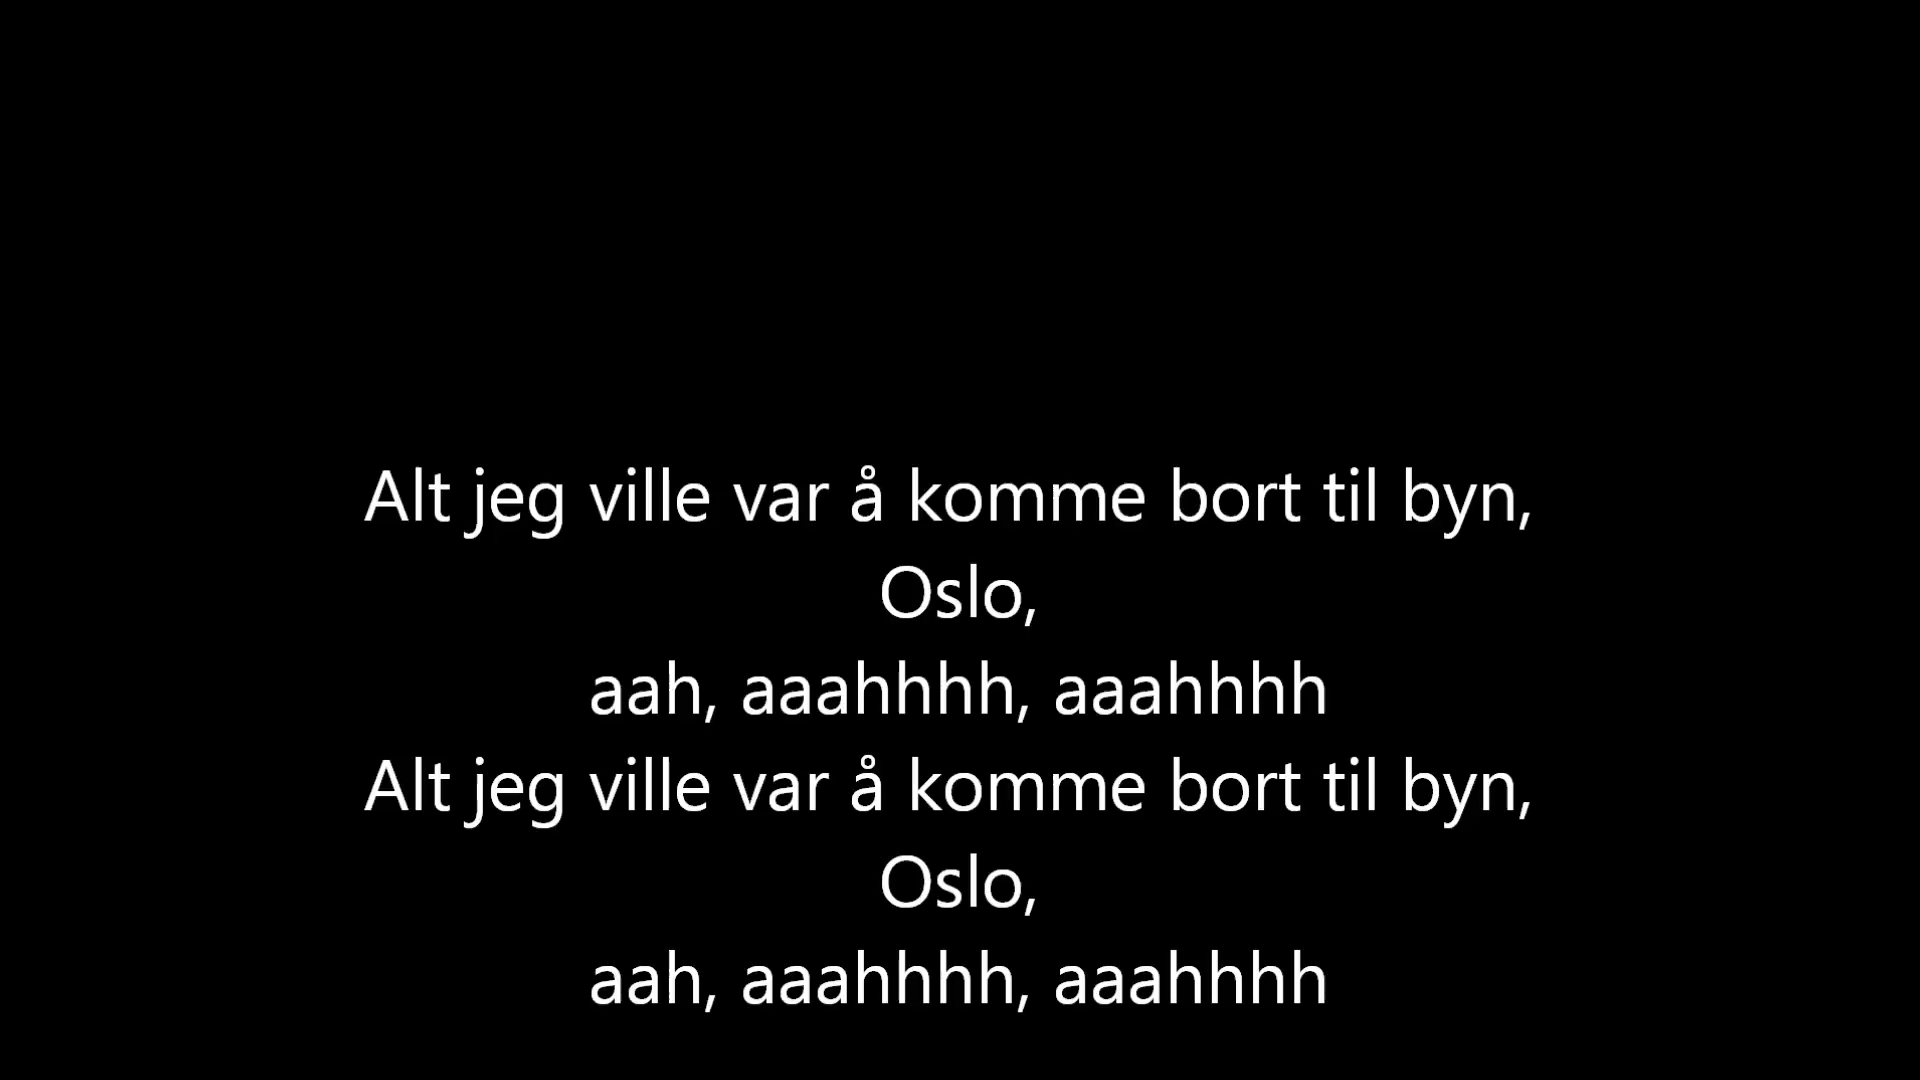 Alt jeg ville var å komme bort til byn,
Oslo,
aah, aaahhhh, aaahhhh
Alt jeg ville var å komme bort til byn,
Oslo,
aah, aaahhhh, aaahhhh